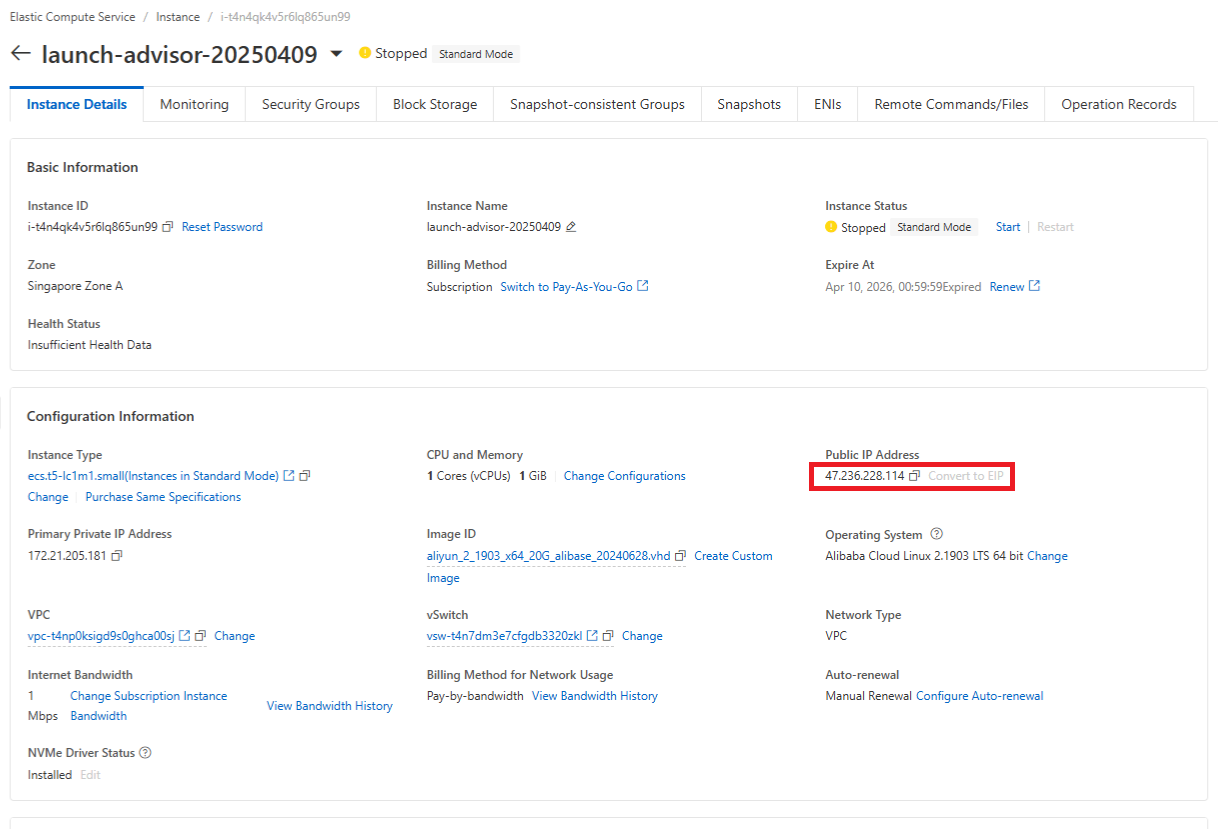 Elastic Compute Service / Instance / i-t4n4qk4v5r6lq865un99
launch-advisor-20250409 Stopped Standard Mode
Instance Details Monitoring Security Groups Block Storage Snapshot-consistent Groups Snapshots ENIs Remote Commands/Files Operation Records
Basic Information
Instance ID Instance Name Instance Status
i-t4n4qk4v5r6lq865un99 Reset Password launch-advisor-20250409 Stopped Standard Mode Start Restart
Zone Billing Method Expire At
Singapore Zone A Subscription Switch to Pay-As-You-Go Apr 10, 2026, 00:59:59Expired Renew
Health Status
Insufficient Health Data
Configuration Information
Instance Type CPU and Memory Public IP Address
ecs.t5-lc1m1.small(Instances in Standard Mode) 1 Cores (vCPUs) 1 GiB Change Configurations 47.236.228.114 Convert to EIP
Change Purchase Same Specifications
Primary Private IP Address Image ID Operating System
172.21.205.181 aliyun_2_1903_x64_20G_alibase_20240628.vhd Create Custom Alibaba Cloud Linux 2.1903 LTS 64 bit Change
Image
VPC vSwitch Network Type
vpc-t4np0ksigd9s0ghca00sj Change vsw-t4n7dm3e7cfgdb3320zkl Change VPC
Internet Bandwidth Billing Method for Network Usage Auto-renewal
1 Change Subscription Instance View Bandwidth History Pay-by-bandwidth View Bandwidth History Manual Renewal Configure Auto-renewal
Mbps Bandwidth
NVMe Driver Status
Installed Edit